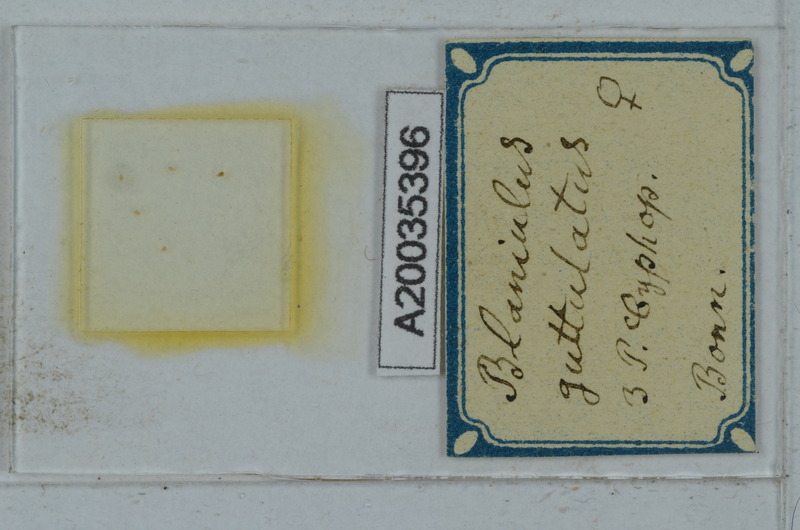 A20035396
Blaniulus
guttulatus ♀
3 P. Cyphop.
Bonn.